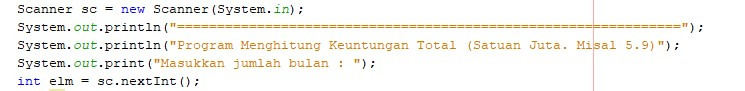 Scanner sc = new Scanner(System.in);
System.out.println("==================================================================");
System.out.println("Program Menghitung Keuntungan Total (Satuan Juta. Misal 5.9)");
System.out.print("Masukkan jumlah bulan : ");
int elm = sc.nextInt();